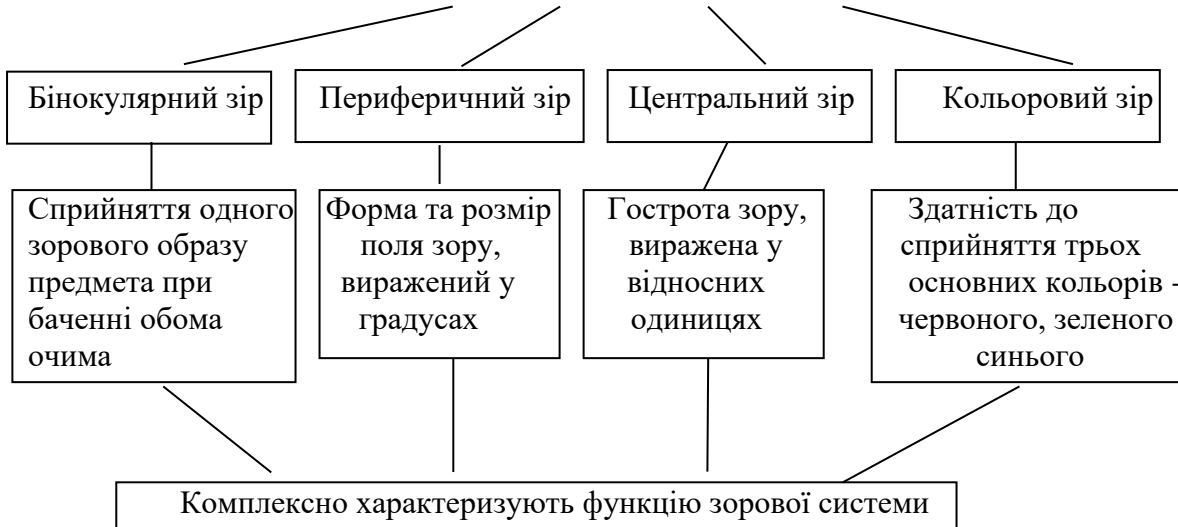 Бінокулярний зір
Периферичний зір
Центральний зір
Кольоровий зір
Сприйняття одного
зорового образу
предмета при
баченні обома
очима
Форма та розмір
поля зору,
виражений у
градусах
Гострота зору,
виражена у
відносних
одиницях
Здатність до
сприйняття трьох
основних кольорів -
червоного, зеленого
синього
Комплексно характеризують функцію зорової системи